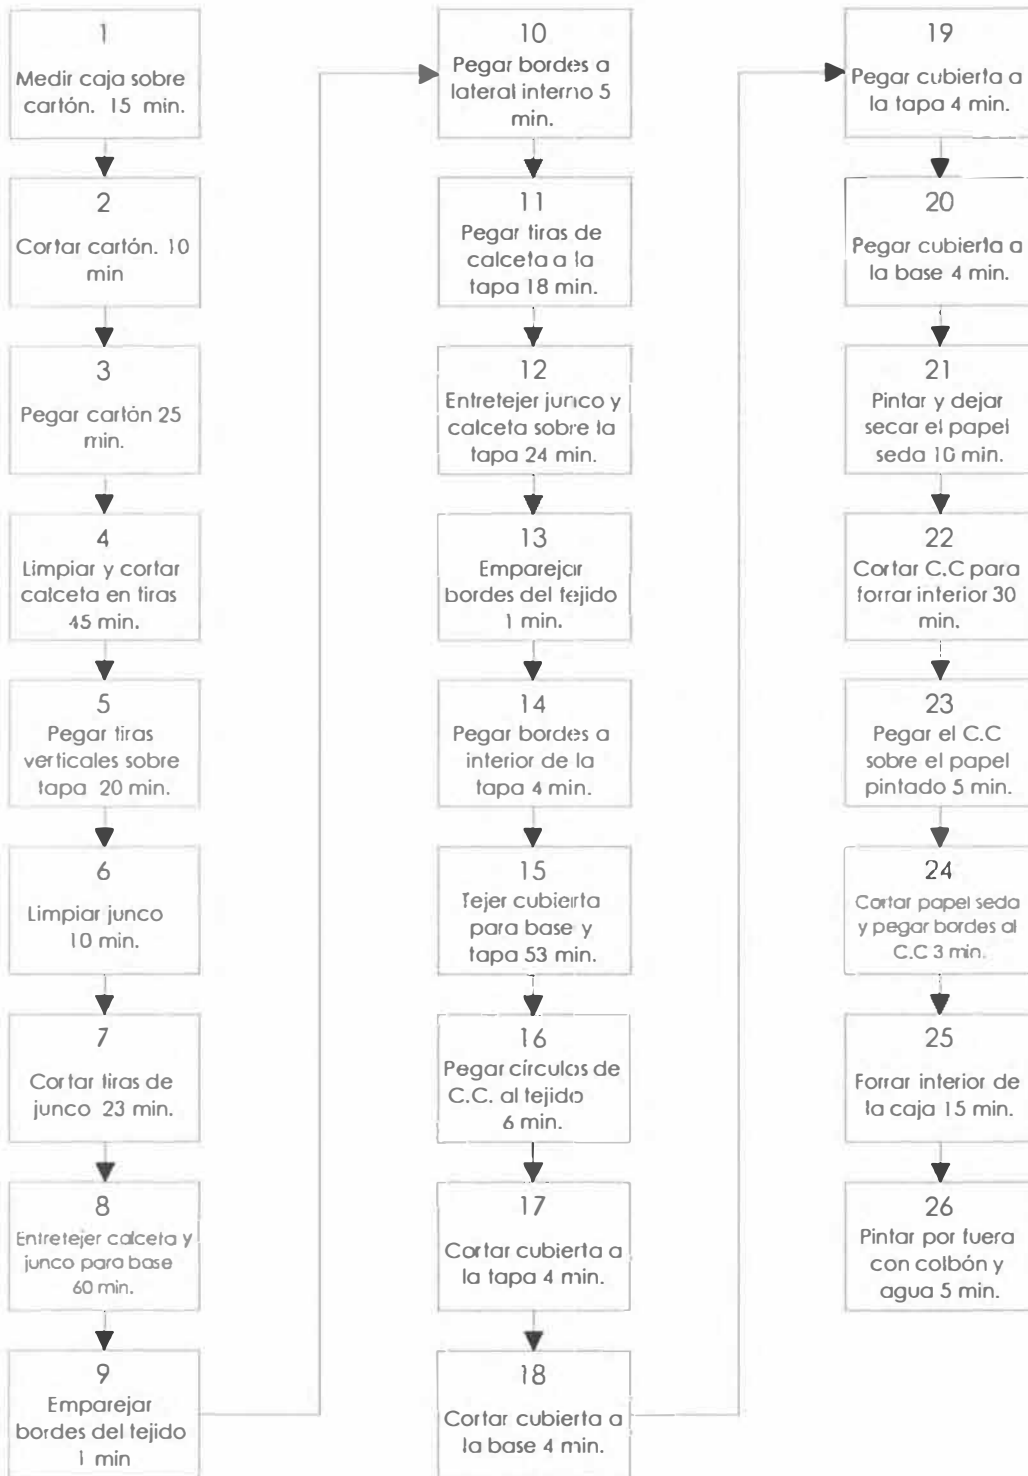 1
Medir caja sobre
cartón. 15 min.
2
Cortar cartón. 10
min
3
Pegar cartón 25
min.
4
Limpiar y cortar
calceta en tiras
45 min.
5
Pegar tiras
verticales sobre
tapa 20 min.
6
Limpiar junco
10 min.
7
Cortar tiras de
junco 23 min.
8
Entretejer calceta y
junco para base
60 min.
9
Emparejar
bordes del tejido
1 min
10
Pegar bordes a
lateral interno 5
min.
11
Pegar tiras de
calceta a la
tapa 18 min.
12
Entretejer junco y
calceta sobre la
tapa 24 min.
13
Emparejar
bordes del tejido
1 min.
14
Pegar bordes a
interior de la
tapa 4 min.
15
Tejer cubierta
para base y
tapa 53 min.
16
Pegar círculos de
C.C. al tejido
6 min.
17
Cortar cubierta a
la tapa 4 min.
18
Cortar cubierta a
la base 4 min.
19
Pegar cubierta a
la tapa 4 min.
20
Pegar cubierta a
la base 4 min.
21
Pintar y dejar
secar el papel
seda 10 min.
22
Cortar C.C para
forrar interior 30
min.
23
Pegar el C.C
sobre el papel
pintado 5 min.
24
Cortar papel seda
y pegar bordes al
C.C 3 min.
25
Forrar interior de
la caja 15 min.
26
Pintar por fuera
con colbón y
agua 5 min.